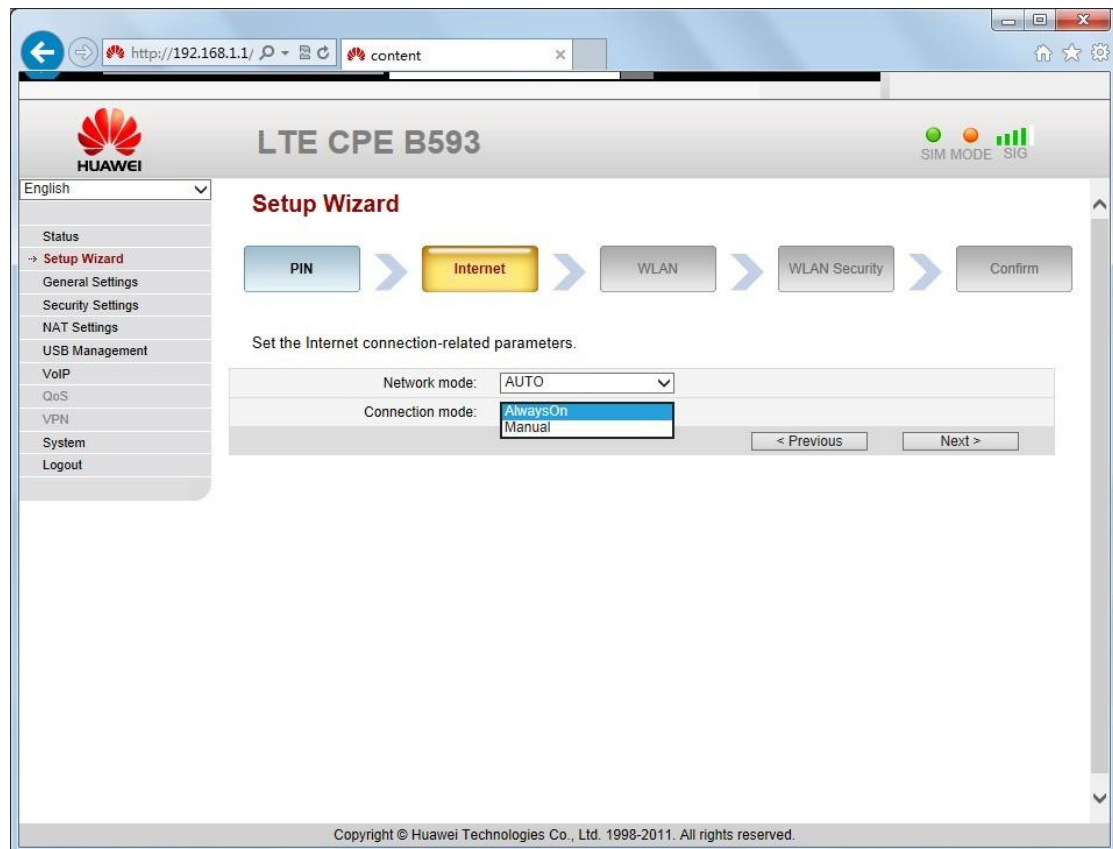 http://192.168.1.1/
content
HUAWEI
LTE CPE B593
SIM MODE SIG
English
Setup Wizard
Status
Setup Wizard
General Settings
Security Settings
NAT Settings
USB Management
VoIP
QoS
VPN
System
Logout
PIN
Internet
WLAN
WLAN Security
Confirm
Set the Internet connection-related parameters.
Network mode: AUTO
Connection mode: AlwaysOn
Manual
< Previous Next >
Copyright © Huawei Technologies Co., Ltd. 1998-2011. All rights reserved.